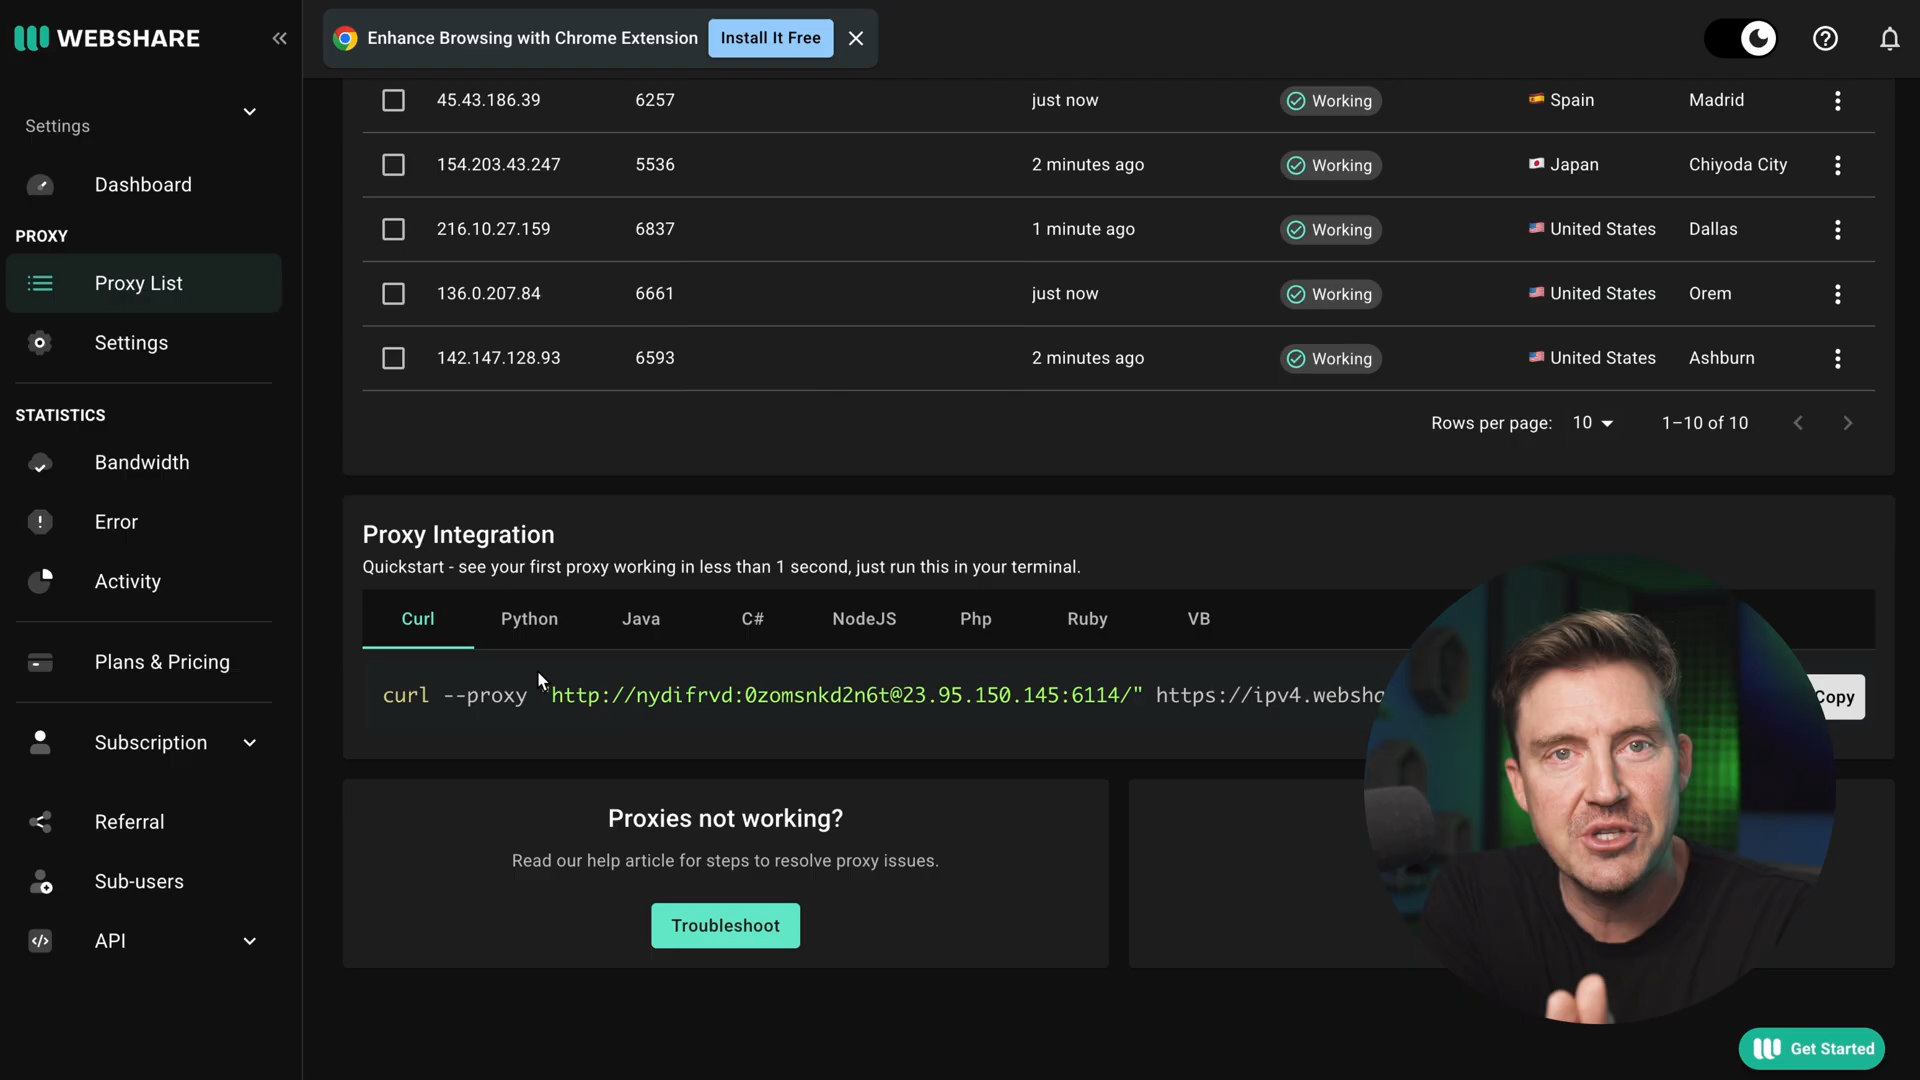 WEBSHARE
Enhance Browsing with Chrome Extension
Install It Free
Settings
Dashboard
PROXY
Proxy List
Settings
STATISTICS
Bandwidth
Error
Activity
Plans & Pricing
Subscription
Referral
Sub-users
API
45.43.186.39 6257 just now Working Spain Madrid
154.203.43.247 5536 2 minutes ago Working Japan Chiyoda City
216.10.27.159 6837 1 minute ago Working United States Dallas
136.0.207.84 6661 just now Working United States Orem
142.147.128.93 6593 2 minutes ago Working United States Ashburn
Rows per page: 10 1–10 of 10
Proxy Integration
Quickstart - see your first proxy working in less than 1 second, just run this in your terminal.
Curl Python Java C# NodeJS Php Ruby VB
curl --proxy "http://nydifrvd:0zomsnkd2n6t@23.95.150.145:6114/" https://ipv4.websha
Copy
Proxies not working?
Read our help article for steps to resolve proxy issues.
Troubleshoot
Get Started